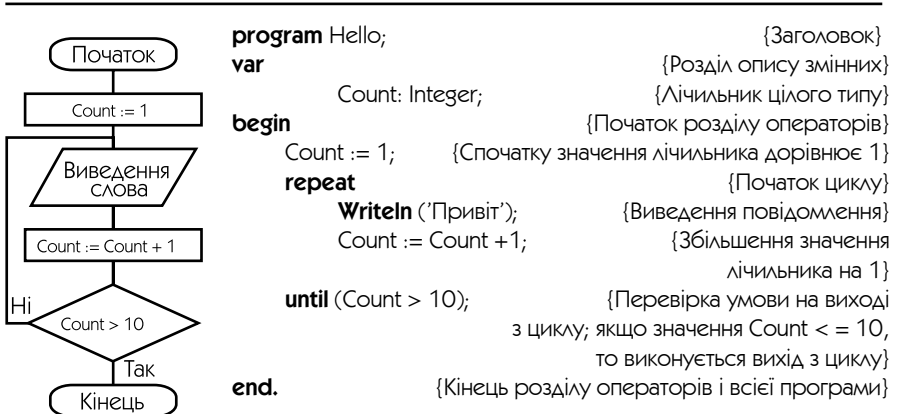 Початок
Count := 1
Виведення
слова
Count := Count + 1
Ні
Count > 10
Так
Кінець
program Hello; {Заголовок}
var {Розділ опису змінних}
Count: Integer; {Лічильник цілого типу}
begin {Початок розділу операторів}
Count := 1; {Спочатку значення лічильника дорівнює 1}
repeat {Початок циклу}
Writeln ('Привіт'); {Виведення повідомлення}
Count := Count +1; {Збільшення значення
лічильника на 1}
until (Count > 10); {Перевірка умови на виході
з циклу; якщо значення Count < = 10,
то виконується вихід з циклу}
end. {Кінець розділу операторів і всієї програми}